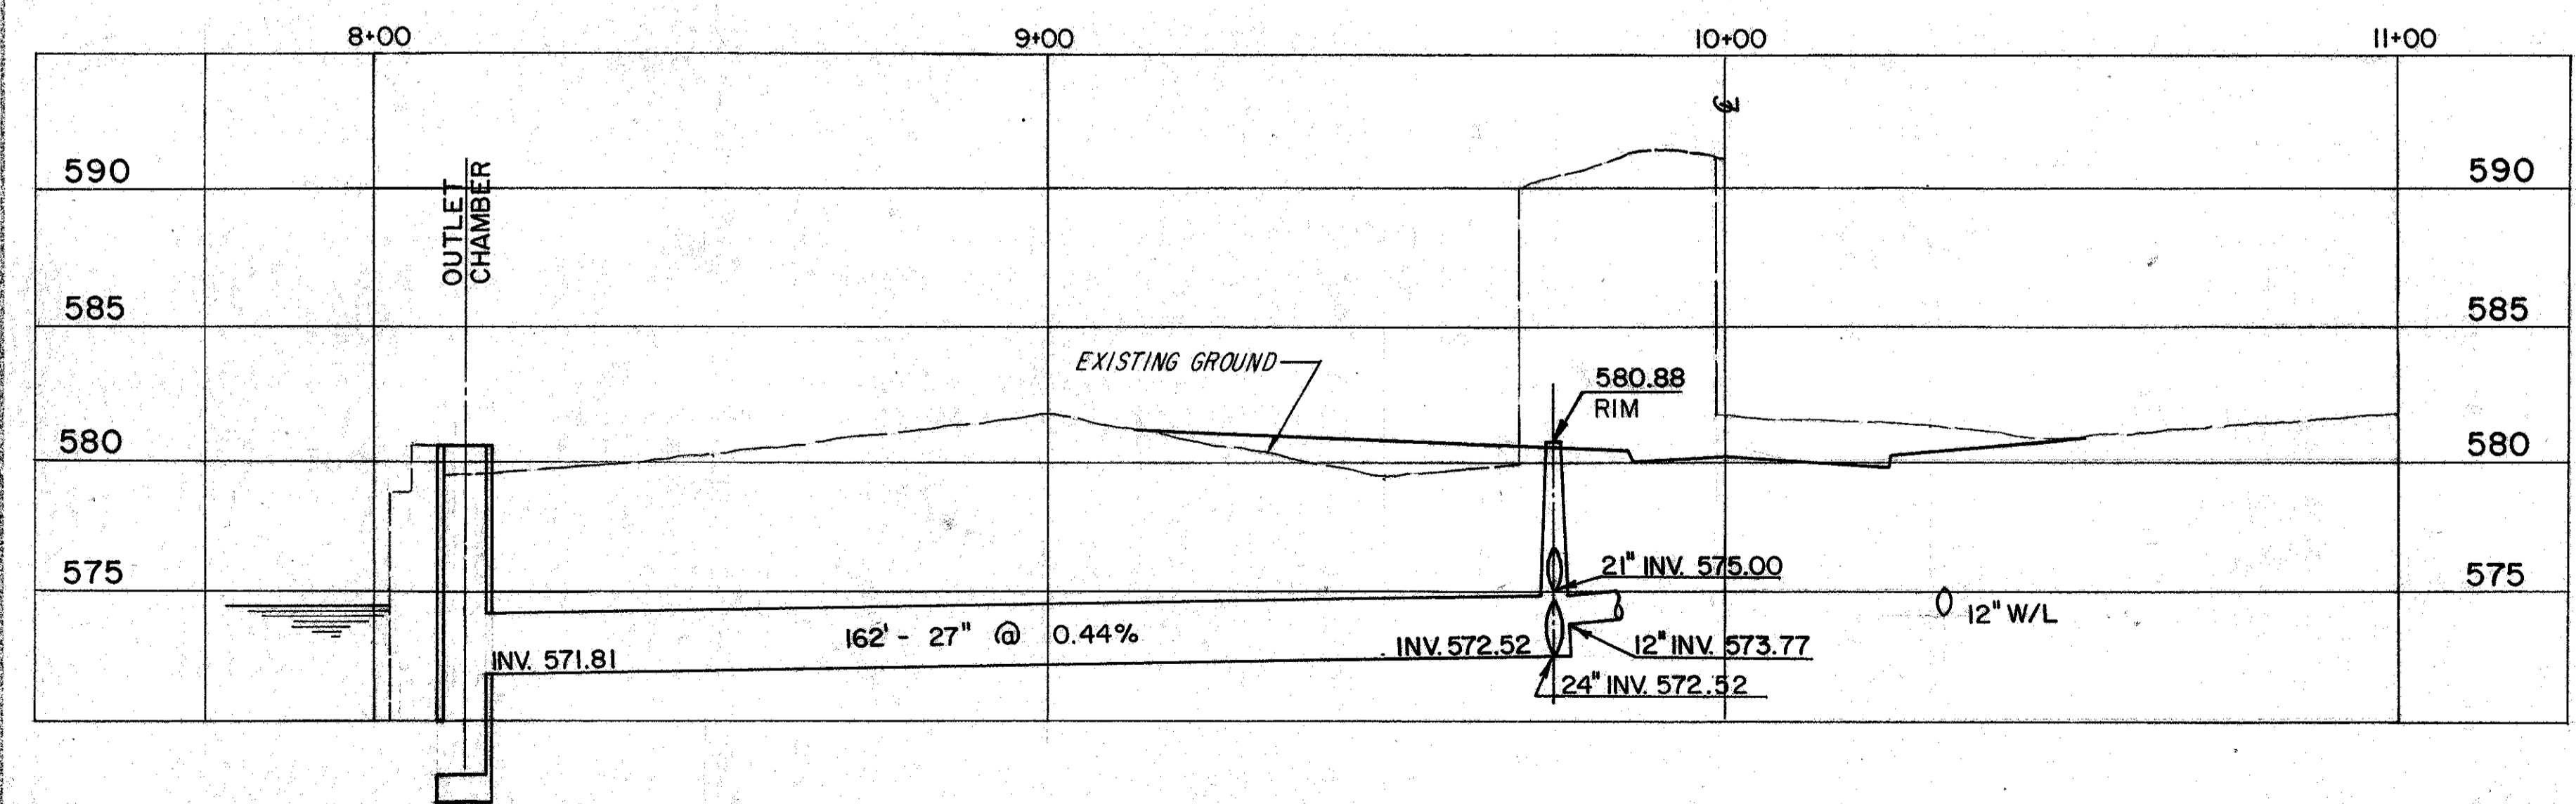 8+00
9+00
10+00
11+00
℄
590
OUTLET
CHAMBER
590
585
585
EXISTING GROUND
580.88
RIM
580
580
575
21" INV. 575.00
575
12" W/L
162' - 27" @ 0.44%
INV. 571.81
INV. 572.52
12" INV. 573.77
24" INV. 572.52